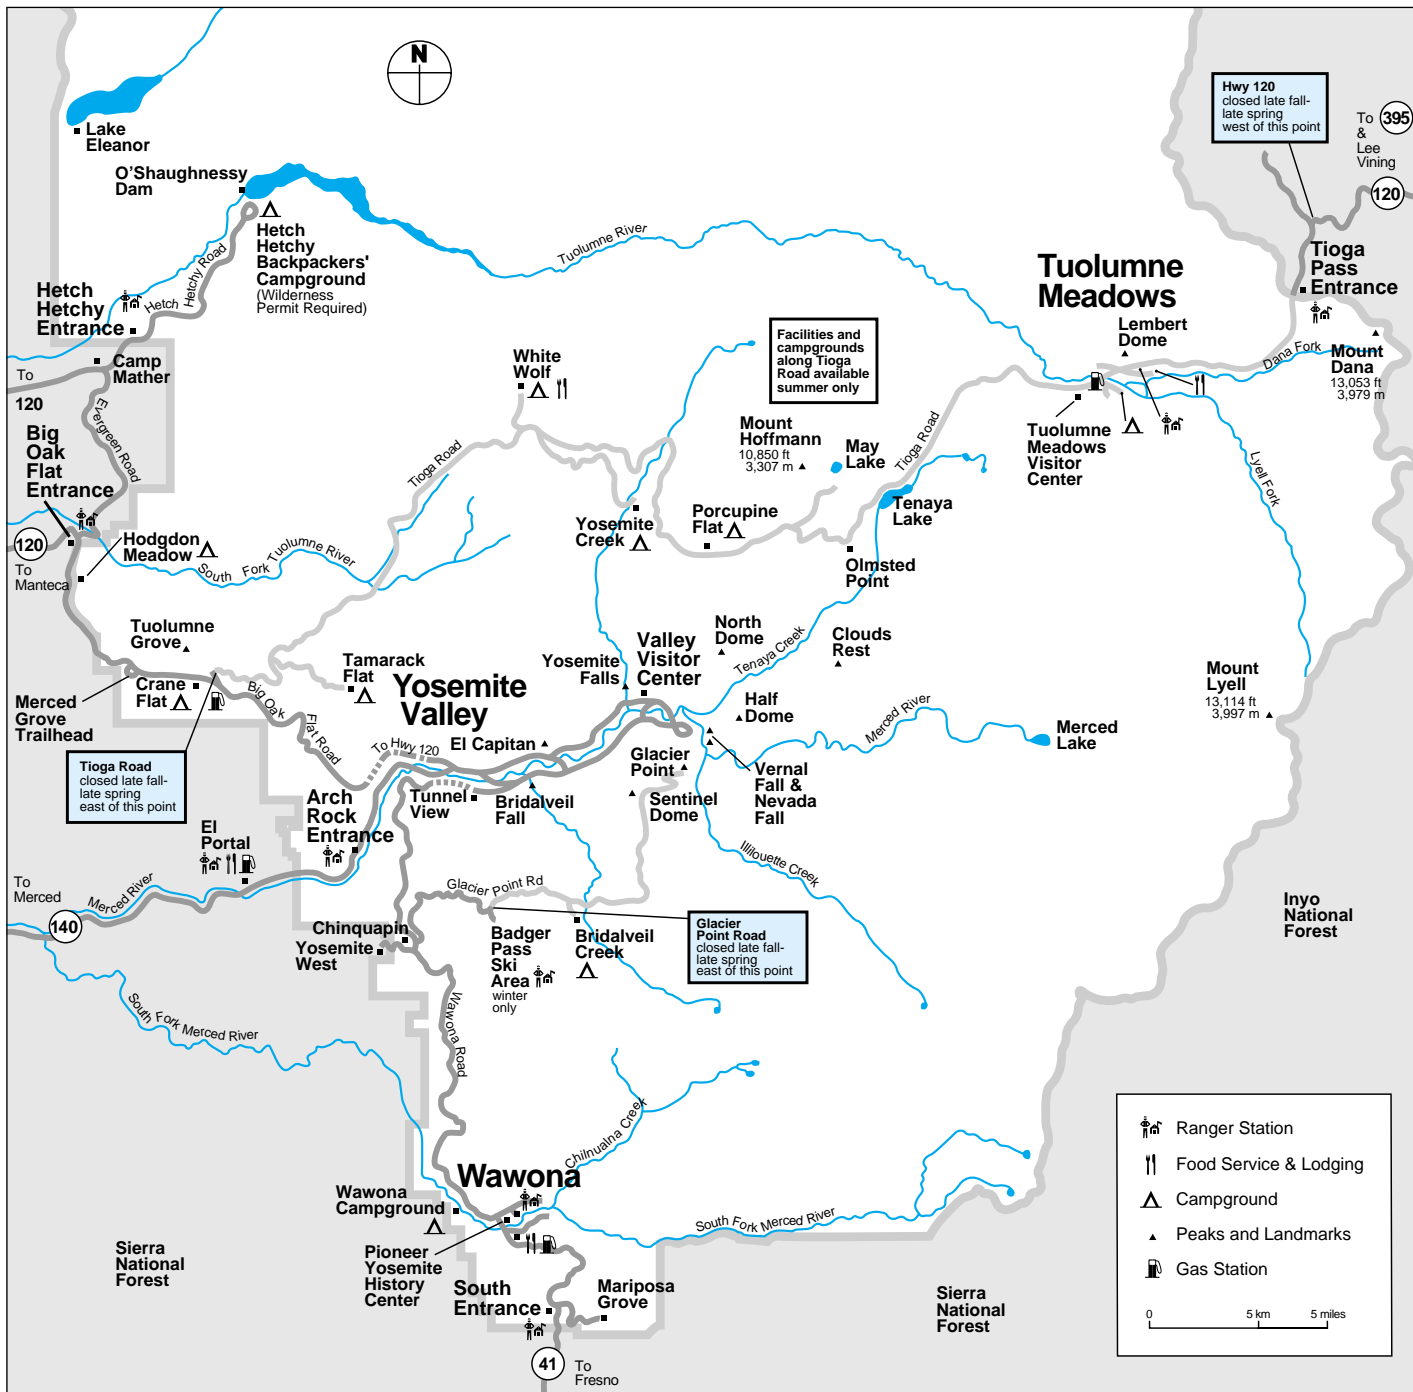 N
Hwy 120
closed late fall-
late spring
west of this point
To
395
&
Lee
Vining
120
Lake
Eleanor
O'Shaughnessy
Dam
Hetch
Hetchy
Backpackers'
Campground
(Wilderness
Permit Required)
Tuolumne River
Hetch Hetchy Road
Hetch
Hetchy
Entrance
Camp
Mather
To
120
Evergreen Road
Tuolumne
Meadows
Tioga
Pass
Entrance
Lembert
Dome
Dana Fork
Mount
Dana
13,053 ft
3,979 m
Facilities and
campgrounds
along Tioga
Road available
summer only
White
Wolf
Big
Oak
Flat
Entrance
Tioga Road
Mount
Hoffmann
10,850 ft
3,307 m
May
Lake
Tioga Road
Tuolumne
Meadows
Visitor
Center
Lyell Fork
Tenaya
Lake
Porcupine
Flat
Yosemite
Creek
Olmsted
Point
120
To
Manteca
Hodgdon
Meadow
South Fork Tuolumne River
Tuolumne
Grove
Crane
Flat
Merced
Grove
Trailhead
Tamarack
Flat
Big Oak Flat Road
Yosemite
Valley
Yosemite
Falls
Valley
Visitor
Center
North
Dome
Tenaya Creek
Clouds
Rest
Half
Dome
Merced River
Merced
Lake
Mount
Lyell
13,114 ft
3,997 m
Tioga Road
closed late fall-
late spring
east of this point
To Hwy 120
El Capitan
Glacier
Point
Vernal
Fall &
Nevada
Fall
Sentinel
Dome
Tunnel
View
Bridalveil
Fall
Arch
Rock
Entrance
El
Portal
To
Merced
Merced River
140
Illilouette Creek
Glacier Point Rd
Chinquapin
Yosemite
West
Badger
Pass
Ski
Area
winter
only
Bridalveil
Creek
Glacier
Point Road
closed late fall-
late spring
east of this point
Inyo
National
Forest
South Fork Merced River
Wawona Road
Chilnualna Creek
Wawona
Wawona
Campground
South Fork Merced River
Pioneer
Yosemite
History
Center
South
Entrance
Mariposa
Grove
Sierra
National
Forest
Sierra
National
Forest
41
To
Fresno
Ranger Station
Food Service & Lodging
Campground
Peaks and Landmarks
Gas Station
0
5 km
5 miles